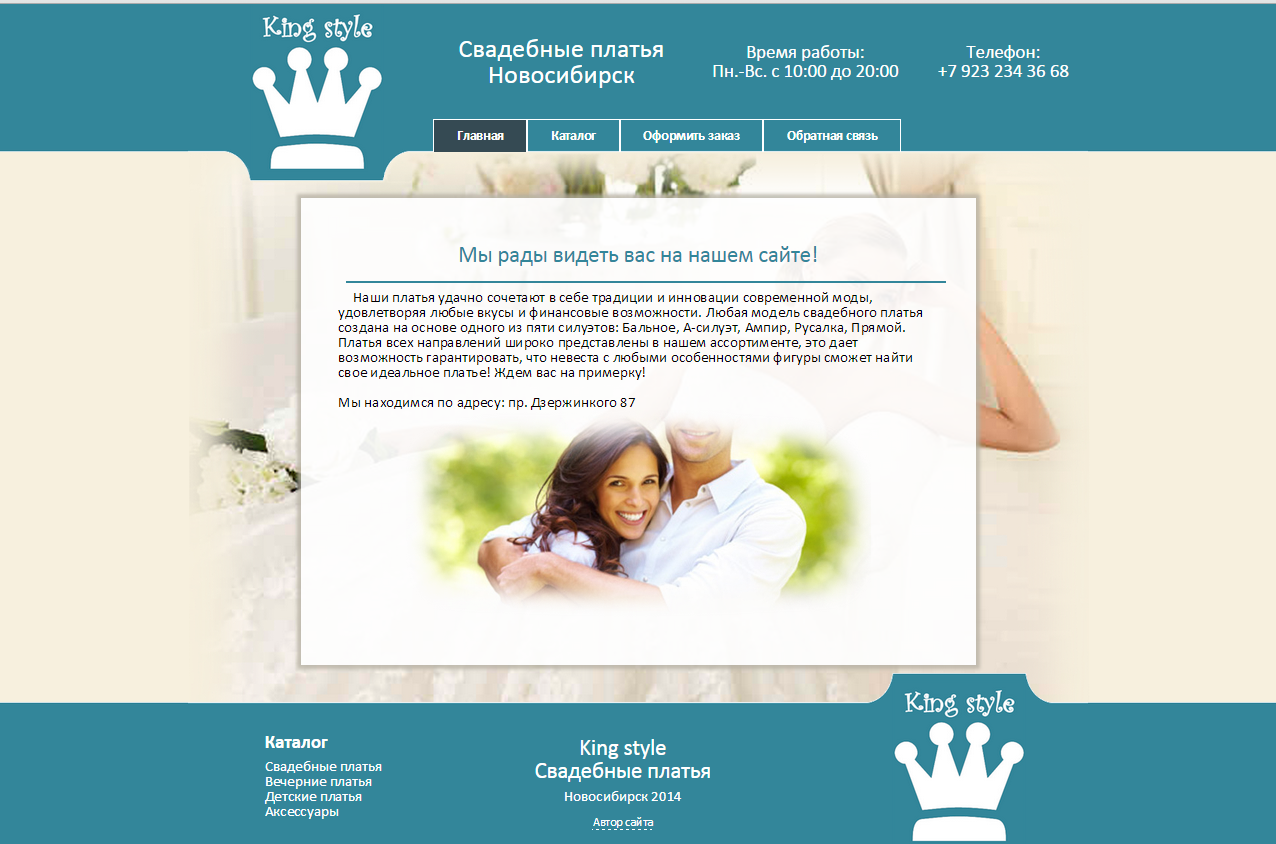 King style
Свадебные платья
Новосибирск
Время работы:
Пн.-Вс. с 10:00 до 20:00
Телефон:
+7 923 234 36 68
Главная
Каталог
Оформить заказ
Обратная связь
Мы рады видеть вас на нашем сайте!
Наши платья удачно сочетают в себе традиции и инновации современной моды,
удовлетворяя любые вкусы и финансовые возможности. Любая модель свадебного платья
создана на основе одного из пяти силуэтов: Бальное, А-силуэт, Ампир, Русалка, Прямой.
Платья всех направлений широко представлены в нашем ассортименте, это дает
возможность гарантировать, что невеста с любыми особенностями фигуры сможет найти
свое идеальное платье! Ждем вас на примерку!
Мы находимся по адресу: пр. Дзержинкого 87
Каталог
Свадебные платья
Вечерние платья
Детские платья
Аксессуары
King style
Свадебные платья
Новосибирск 2014
Автор сайта
King style